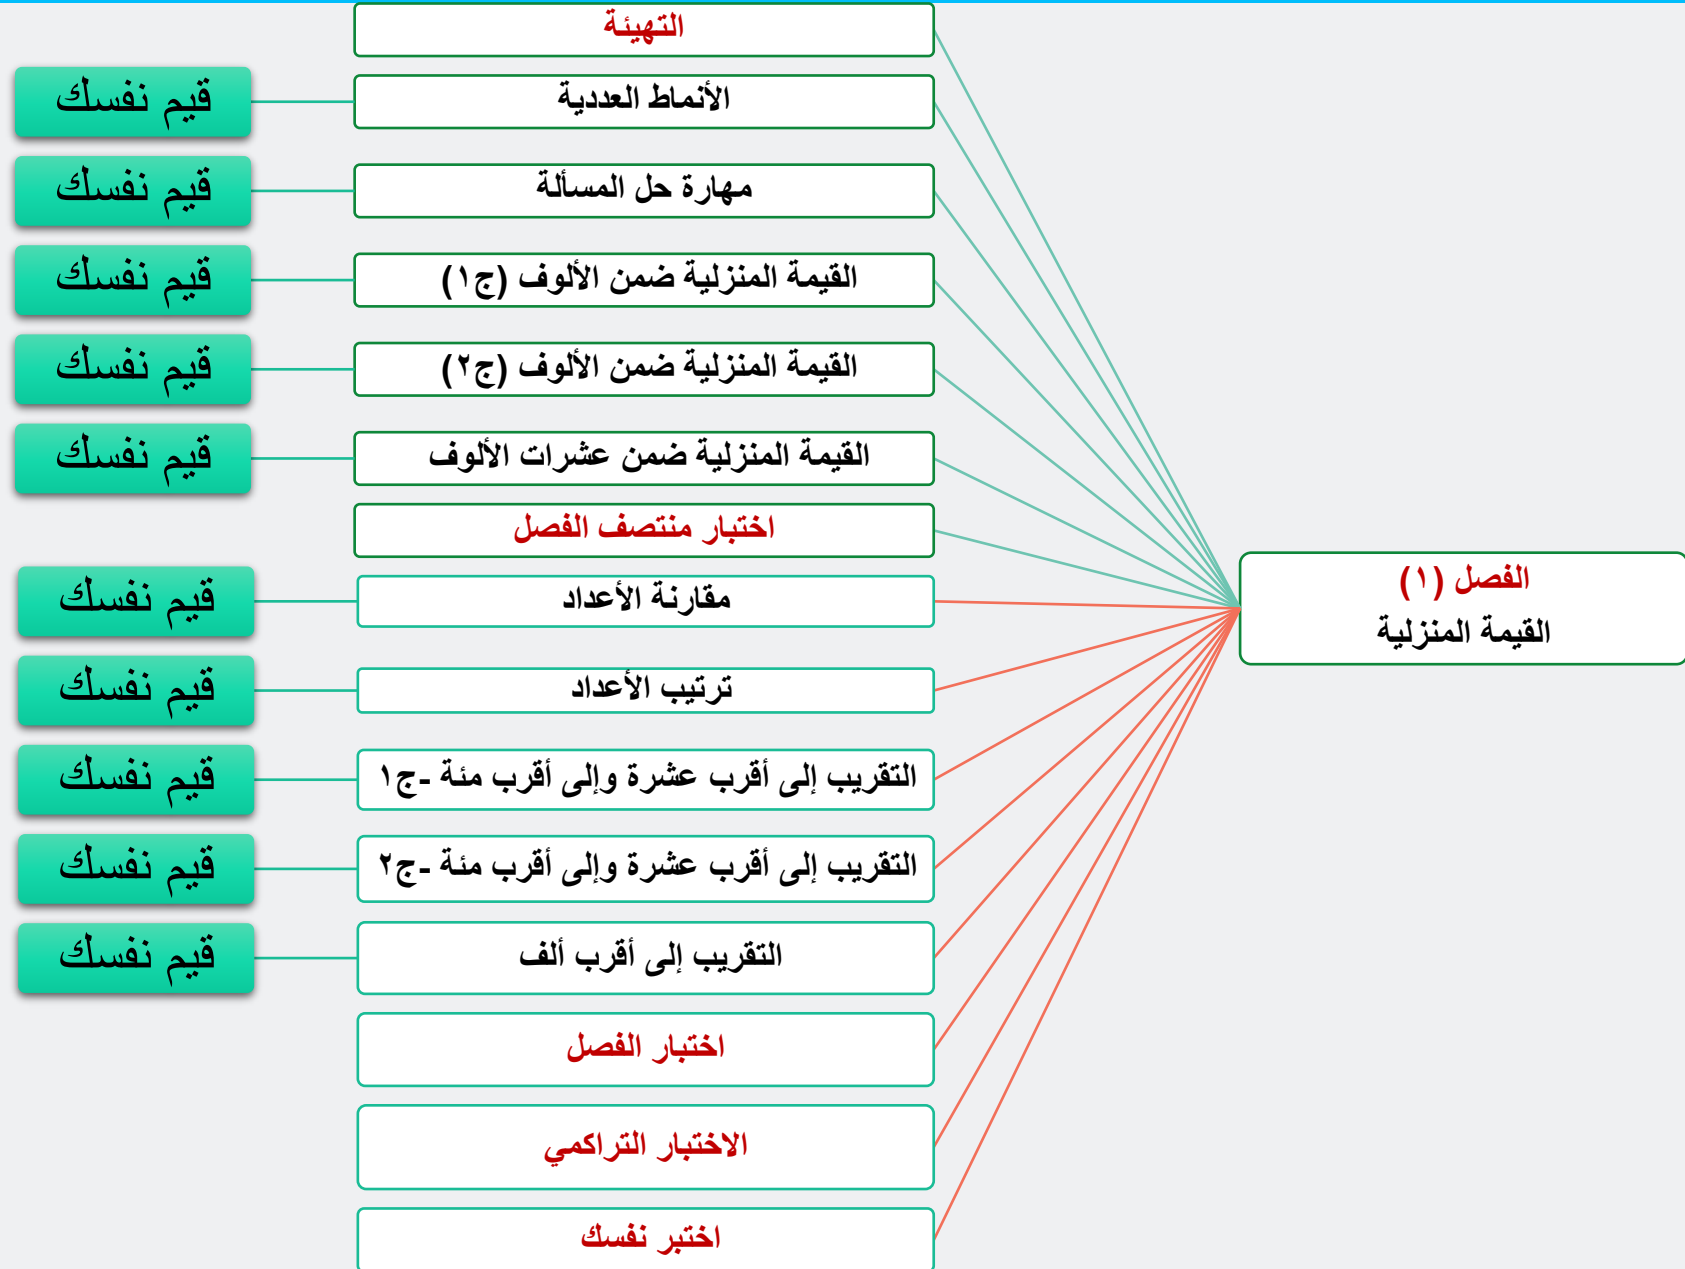 الفصل (١)
القيمة المنزلية
التهيئة
الأنماط العددية
قيم نفسك
مهارة حل المسألة
قيم نفسك
القيمة المنزلية ضمن الألوف (ج١)
قيم نفسك
القيمة المنزلية ضمن الألوف (ج٢)
قيم نفسك
القيمة المنزلية ضمن عشرات الألوف
قيم نفسك
اختبار منتصف الفصل
مقارنة الأعداد
قيم نفسك
ترتيب الأعداد
قيم نفسك
التقريب إلى أقرب عشرة وإلى أقرب مئة -ج١
قيم نفسك
التقريب إلى أقرب عشرة وإلى أقرب مئة -ج٢
قيم نفسك
التقريب إلى أقرب ألف
قيم نفسك
اختبار الفصل
الاختبار التراكمي
اختبر نفسك